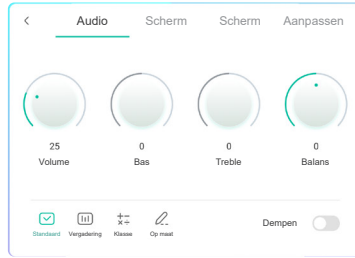 Audio Scherm Scherm Aanpassen
25 0 0 0
Volume Bas Treble Balans
Standaard Vergadering Klasse Op maat Dempen